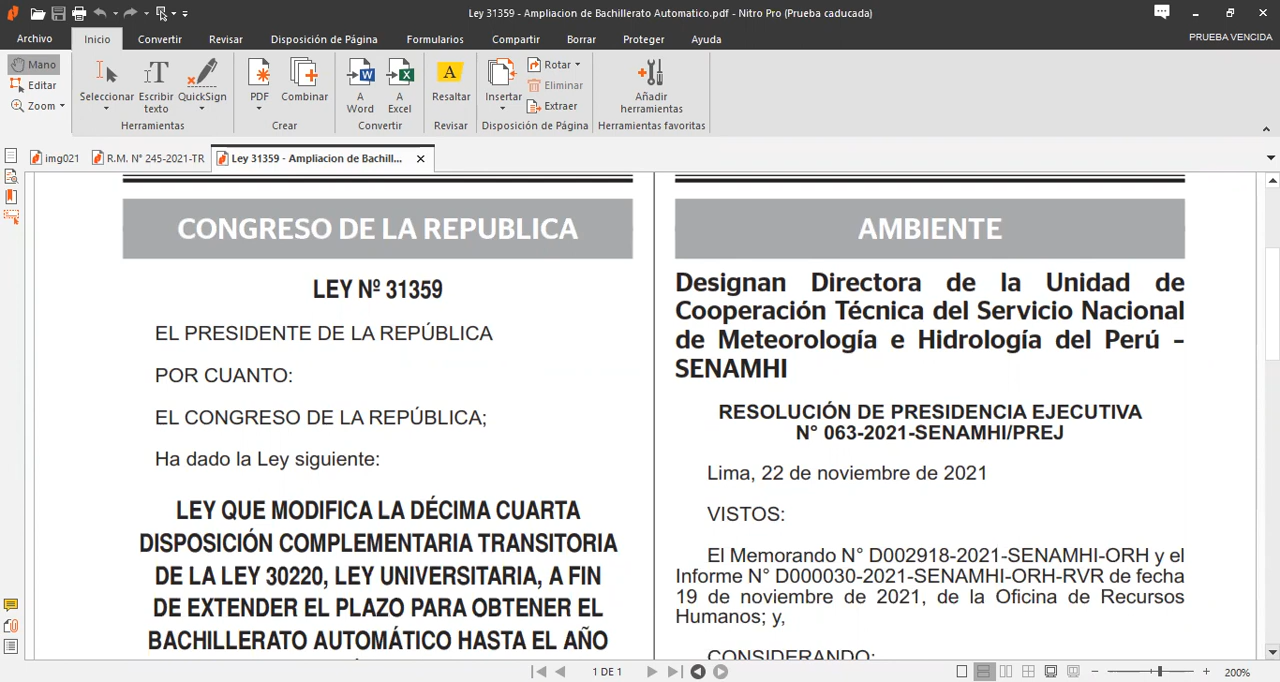 Ley 31359 - Ampliacion de Bachillerato Automatico.pdf - Nitro Pro (Prueba caducada)
Archivo Inicio Convertir Revisar Disposición de Página Formularios Compartir Borrar Proteger Ayuda PRUEBA VENCIDA
Mano
Editar
Zoom
Seleccionar
Escribir texto
QuickSign
Herramientas
PDF
Combinar
Crear
A Word
A Excel
Convertir
Resaltar
Revisar
Insertar
Rotar
Eliminar
Extraer
Disposición de Página
Añadir herramientas
Herramientas favoritas
img021 R.M. N° 245-2021-TR Ley 31359 - Ampliacion de Bachill...
CONGRESO DE LA REPUBLICA
LEY Nº 31359
EL PRESIDENTE DE LA REPÚBLICA
POR CUANTO:
EL CONGRESO DE LA REPÚBLICA;
Ha dado la Ley siguiente:
LEY QUE MODIFICA LA DÉCIMA CUARTA
DISPOSICIÓN COMPLEMENTARIA TRANSITORIA
DE LA LEY 30220, LEY UNIVERSITARIA, A FIN
DE EXTENDER EL PLAZO PARA OBTENER EL
BACHILLERATO AUTOMÁTICO HASTA EL AÑO
AMBIENTE
Designan Directora de la Unidad de
Cooperación Técnica del Servicio Nacional
de Meteorología e Hidrología del Perú -
SENAMHI
RESOLUCIÓN DE PRESIDENCIA EJECUTIVA
N° 063-2021-SENAMHI/PREJ
Lima, 22 de noviembre de 2021
VISTOS:
El Memorando N° D002918-2021-SENAMHI-ORH y el
Informe N° D000030-2021-SENAMHI-ORH-RVR de fecha
19 de noviembre de 2021, de la Oficina de Recursos
Humanos; y,
CONSIDERANDO:
1 DE 1
200%